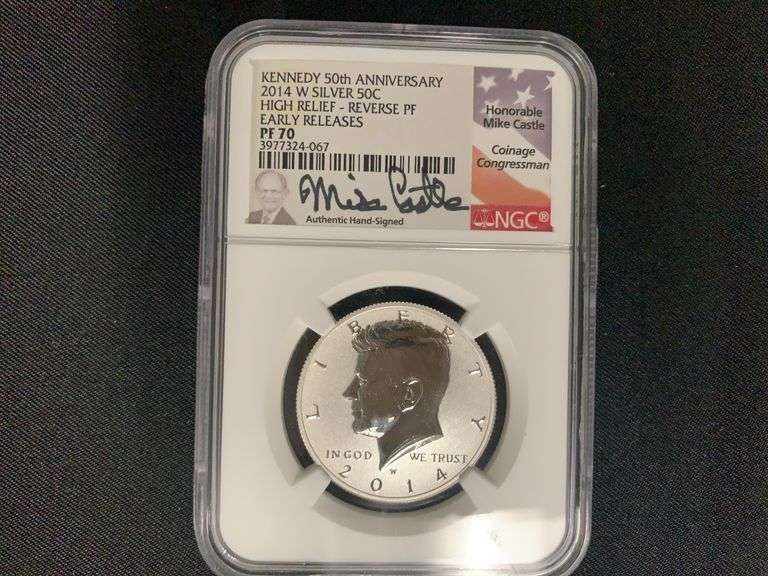 KENNEDY 50th ANNIVERSARY
2014 W SILVER 50C
HIGH RELIEF - REVERSE PF
EARLY RELEASES
PF 70
3977324-067
Mike Castle
Authentic Hand-Signed
Honorable
Mike Castle
Coinage
Congressman
NGC®
LIBERTY
IN GOD WE TRUST
W
2014